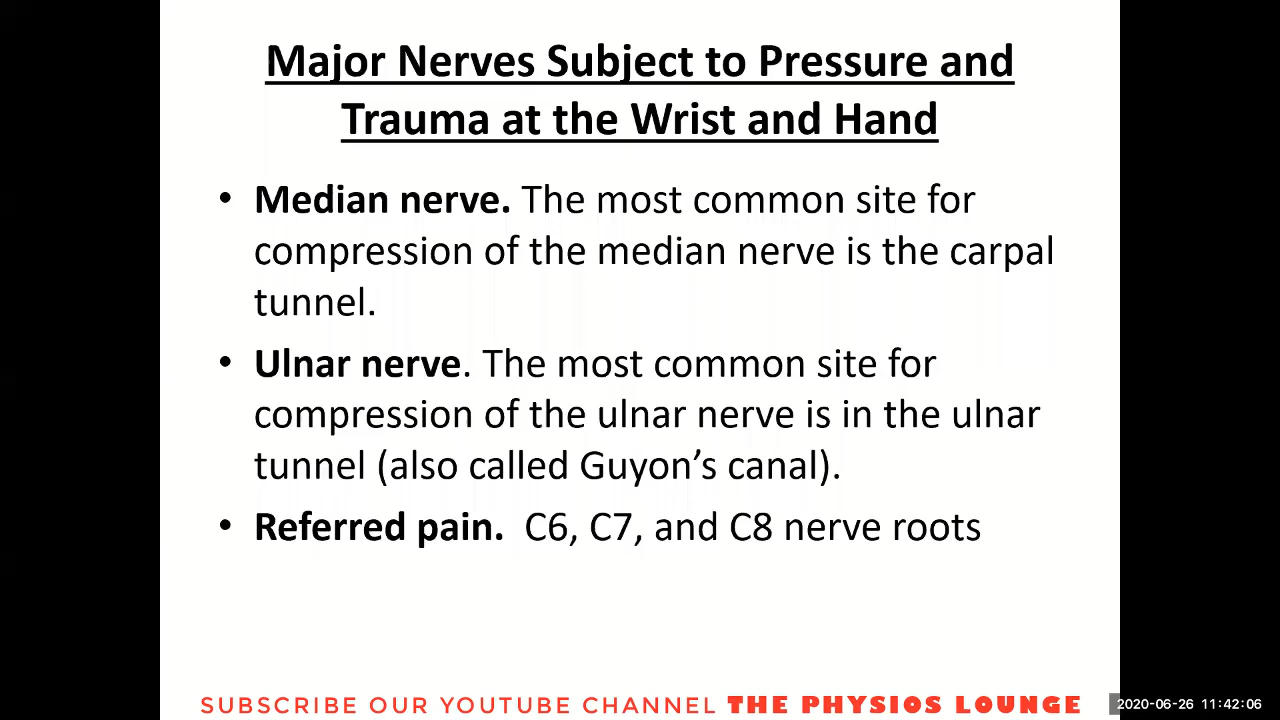 Major Nerves Subject to Pressure and
Trauma at the Wrist and Hand
• Median nerve. The most common site for
compression of the median nerve is the carpal
tunnel.
• Ulnar nerve. The most common site for
compression of the ulnar nerve is in the ulnar
tunnel (also called Guyon’s canal).
• Referred pain.  C6, C7, and C8 nerve roots
SUBSCRIBE OUR YOUTUBE CHANNEL THE PHYSIOS LOUNGE
2020-06-26 11:42:06